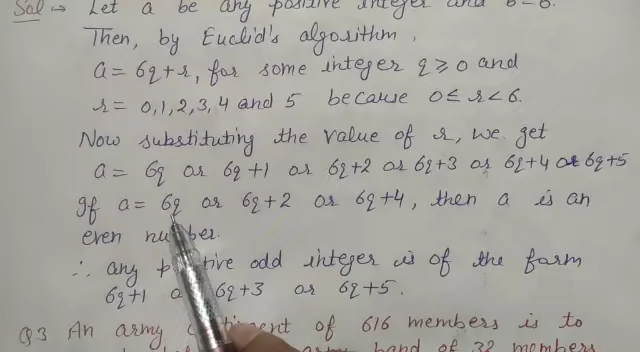 Sol → Let a be any positive integer and b = 6.
Then, by Euclid's algorithm,
a = 6q + r, for some integer q ≥ 0 and
r = 0, 1, 2, 3, 4 and 5 because 0 ≤ r < 6.
Now substituting the value of r, we get
a = 6q or 6q + 1 or 6q + 2 or 6q + 3 or 6q + 4 or 6q + 5
If a = 6q or 6q + 2 or 6q + 4, then a is an
even number.
∴ any positive odd integer is of the form
6q + 1 or 6q + 3 or 6q + 5.
Q3 An army contingent of 616 members is to
army band of 32 members